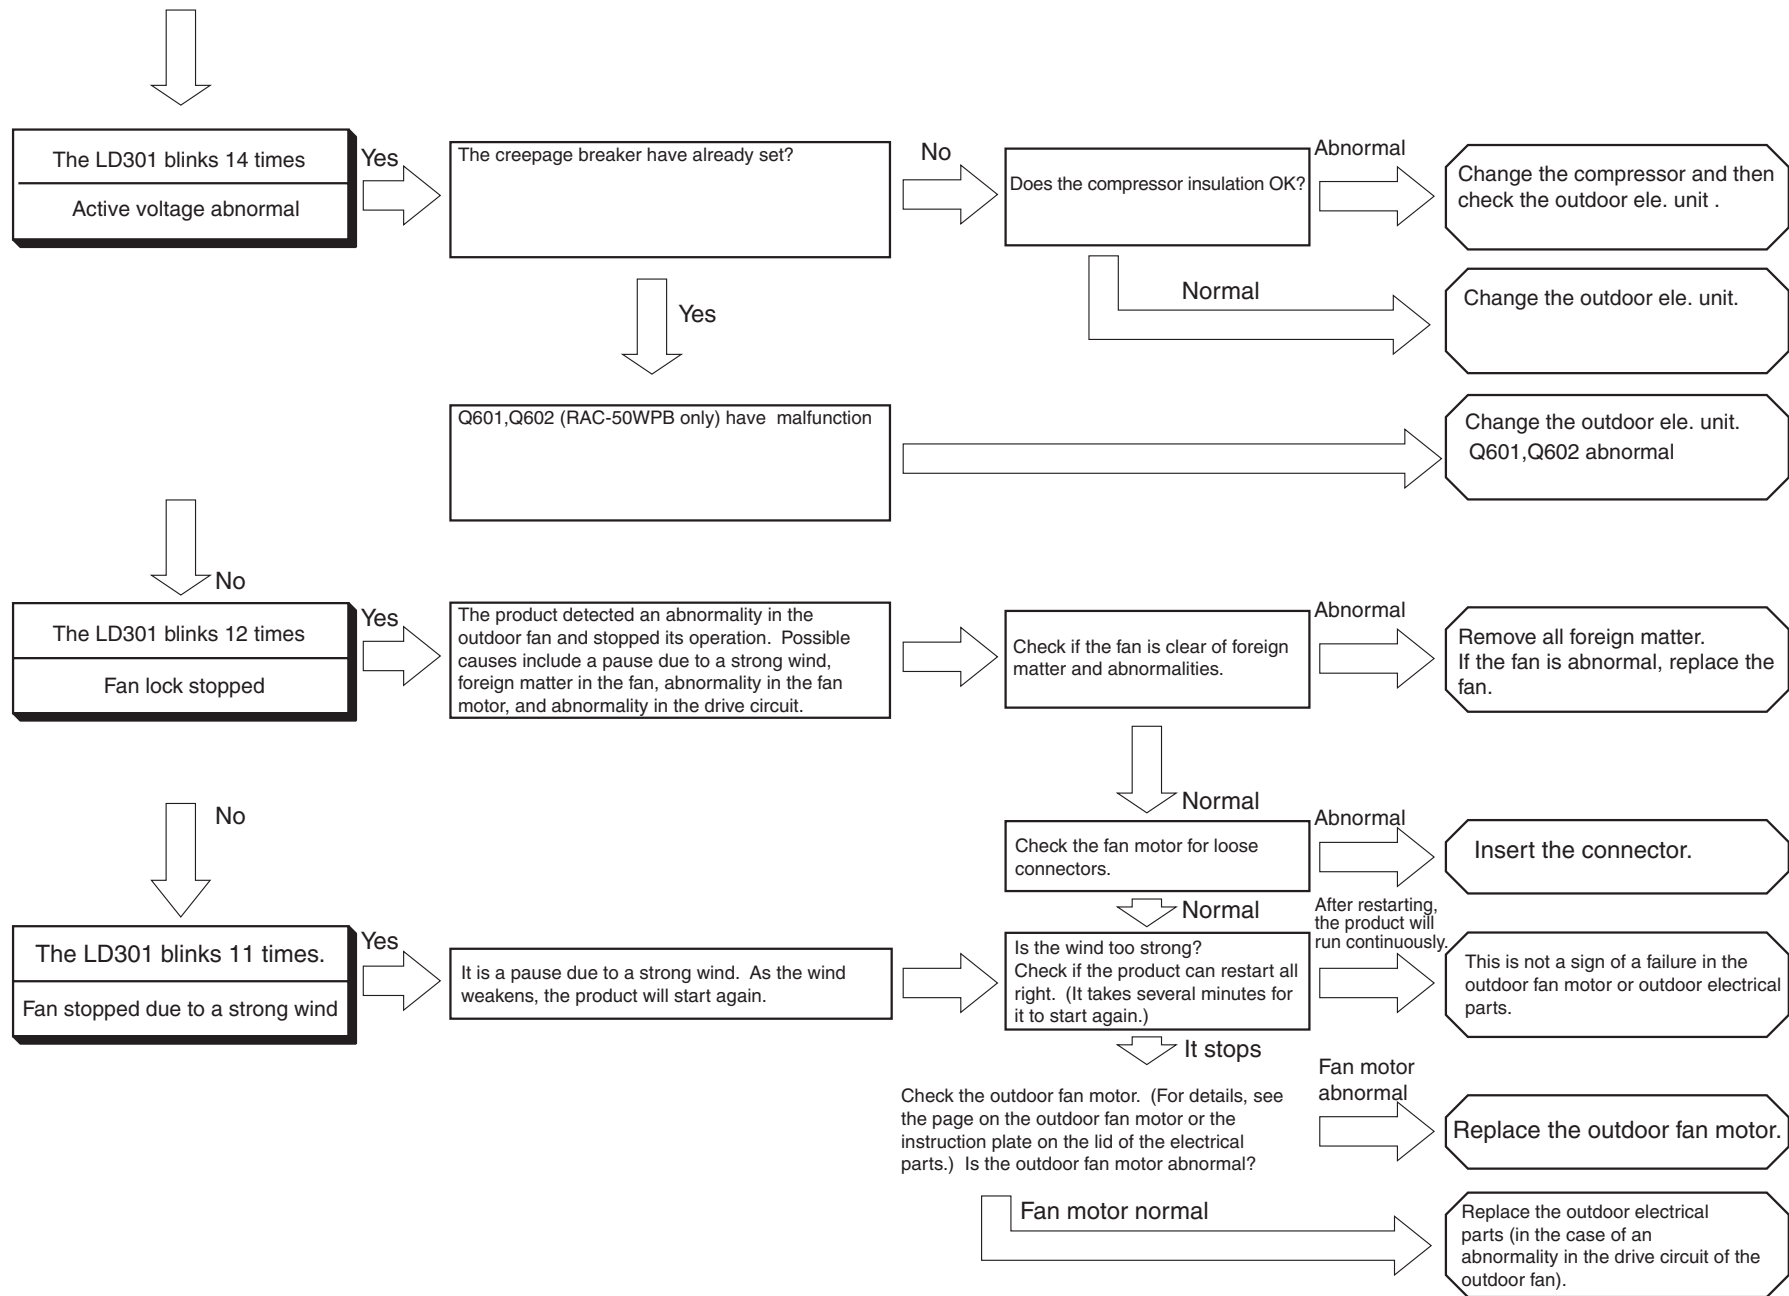 The LD301 blinks 14 times
Active voltage abnormal
Yes
The creepage breaker have already set?
No
Does the compressor insulation OK?
Abnormal
Change the compressor and then
check the outdoor ele. unit .
Normal
Change the outdoor ele. unit.
Yes
Q601,Q602 (RAC-50WPB only) have  malfunction
Change the outdoor ele. unit.
Q601,Q602 abnormal
No
The LD301 blinks 12 times
Fan lock stopped
Yes
The product detected an abnormality in the
outdoor fan and stopped its operation.  Possible
causes include a pause due to a strong wind,
foreign matter in the fan, abnormality in the fan
motor, and abnormality in the drive circuit.
Check if the fan is clear of foreign
matter and abnormalities.
Abnormal
Remove all foreign matter.
If the fan is abnormal, replace the
fan.
Normal
Check the fan motor for loose
connectors.
Abnormal
Insert the connector.
Normal
No
The LD301 blinks 11 times.
Fan stopped due to a strong wind
Yes
It is a pause due to a strong wind.  As the wind
weakens, the product will start again.
Is the wind too strong?
Check if the product can restart all
right.  (It takes several minutes for
it to start again.)
After restarting,
the product will
run continuously.
This is not a sign of a failure in the
outdoor fan motor or outdoor electrical
parts.
It stops
Check the outdoor fan motor.  (For details, see
the page on the outdoor fan motor or the
instruction plate on the lid of the electrical
parts.)  Is the outdoor fan motor abnormal?
Fan motor
abnormal
Replace the outdoor fan motor.
Fan motor normal
Replace the outdoor electrical
parts (in the case of an
abnormality in the drive circuit of the
outdoor fan).